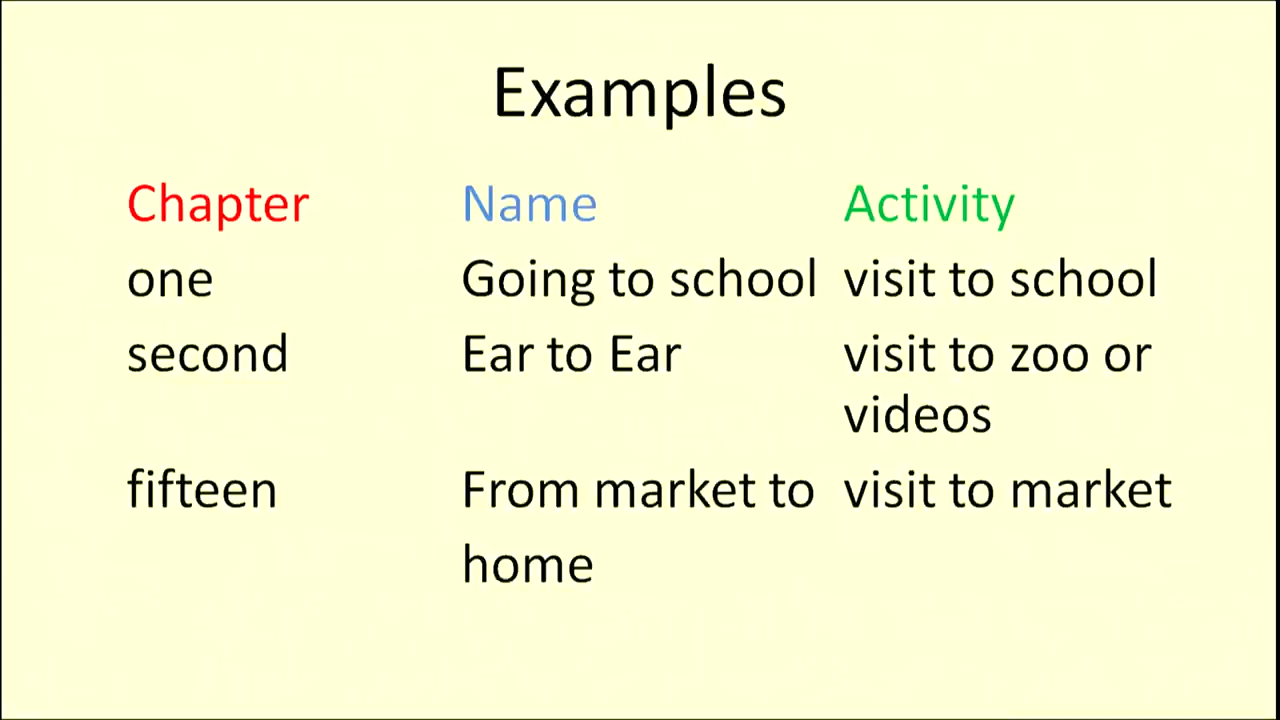 Examples
Chapter Name Activity
one Going to school visit to school
second Ear to Ear visit to zoo or
videos
fifteen From market to visit to market
home